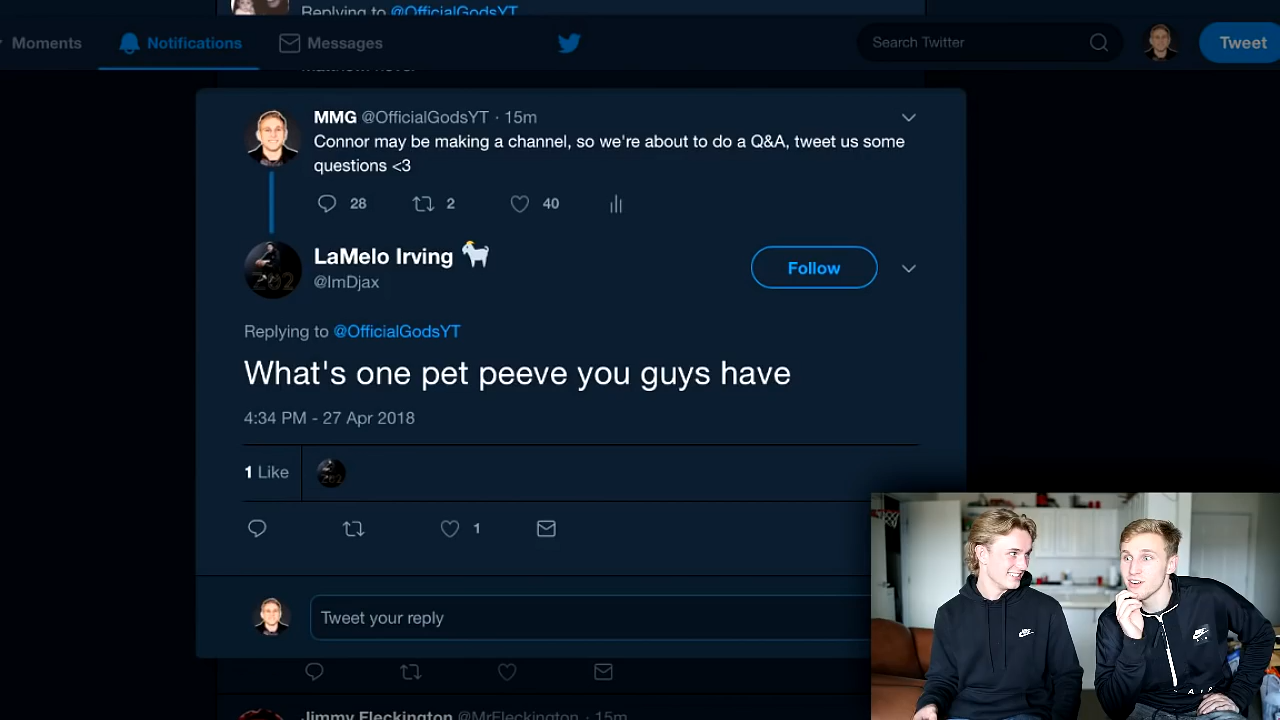 Replying to @OfficialGodsYT
Moments Notifications Messages Search Twitter Tweet
MMG @OfficialGodsYT · 15m
Connor may be making a channel, so we're about to do a Q&A, tweet us some
questions <3
28 2 40
LaMelo Irving
@ImDjax
Follow
Replying to @OfficialGodsYT
What's one pet peeve you guys have
4:34 PM - 27 Apr 2018
1 Like
1
Tweet your reply
Jimmy Fleckington @MrFleckington · 15m